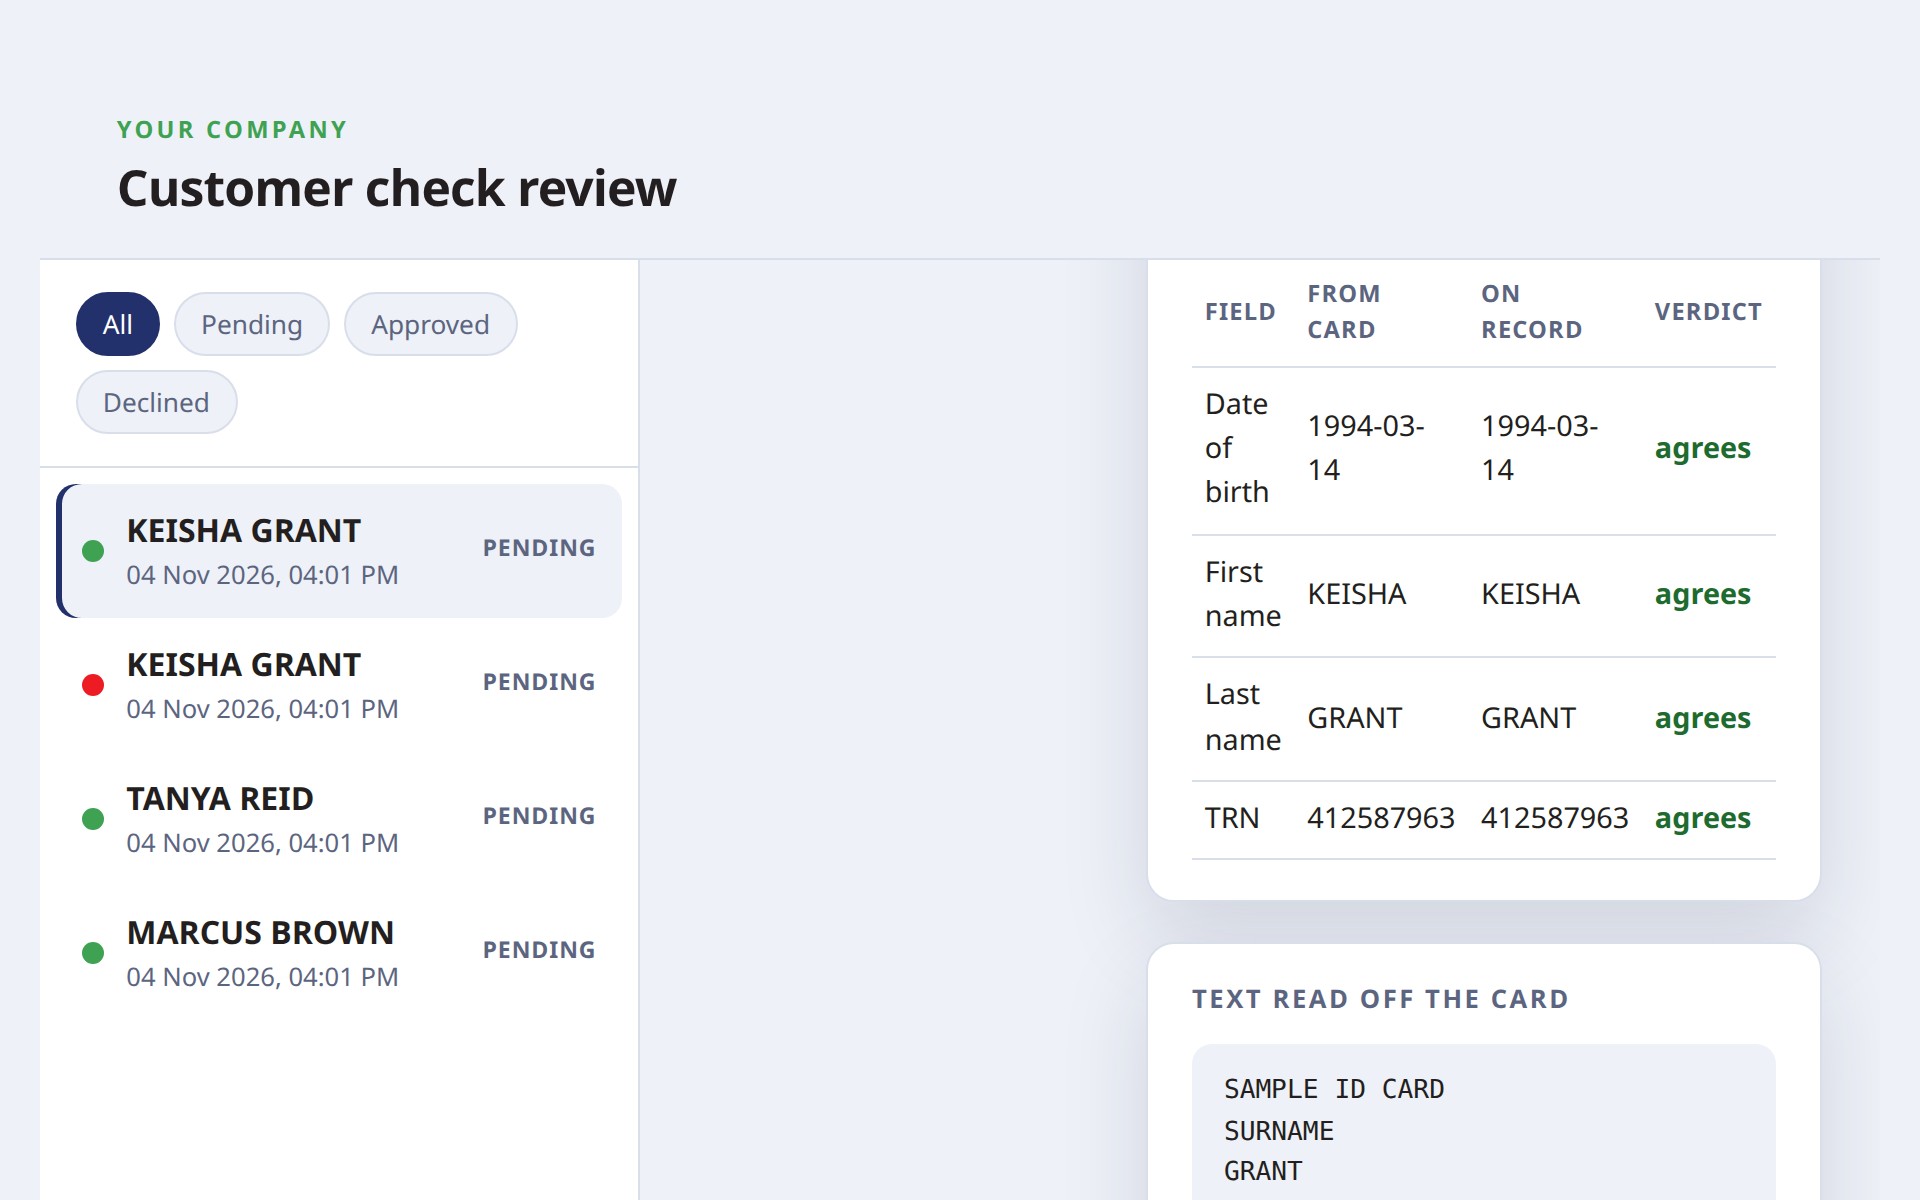 YOUR COMPANY
Customer check review
All
Pending
Approved
Declined
KEISHA GRANT
04 Nov 2026, 04:01 PM
PENDING
KEISHA GRANT
04 Nov 2026, 04:01 PM
PENDING
TANYA REID
04 Nov 2026, 04:01 PM
PENDING
MARCUS BROWN
04 Nov 2026, 04:01 PM
PENDING
FIELD
FROM
CARD
ON
RECORD
VERDICT
Date
of
birth
1994-03-
14
1994-03-
14
agrees
First
name
KEISHA
KEISHA
agrees
Last
name
GRANT
GRANT
agrees
TRN
412587963
412587963
agrees
TEXT READ OFF THE CARD
SAMPLE ID CARD
SURNAME
GRANT